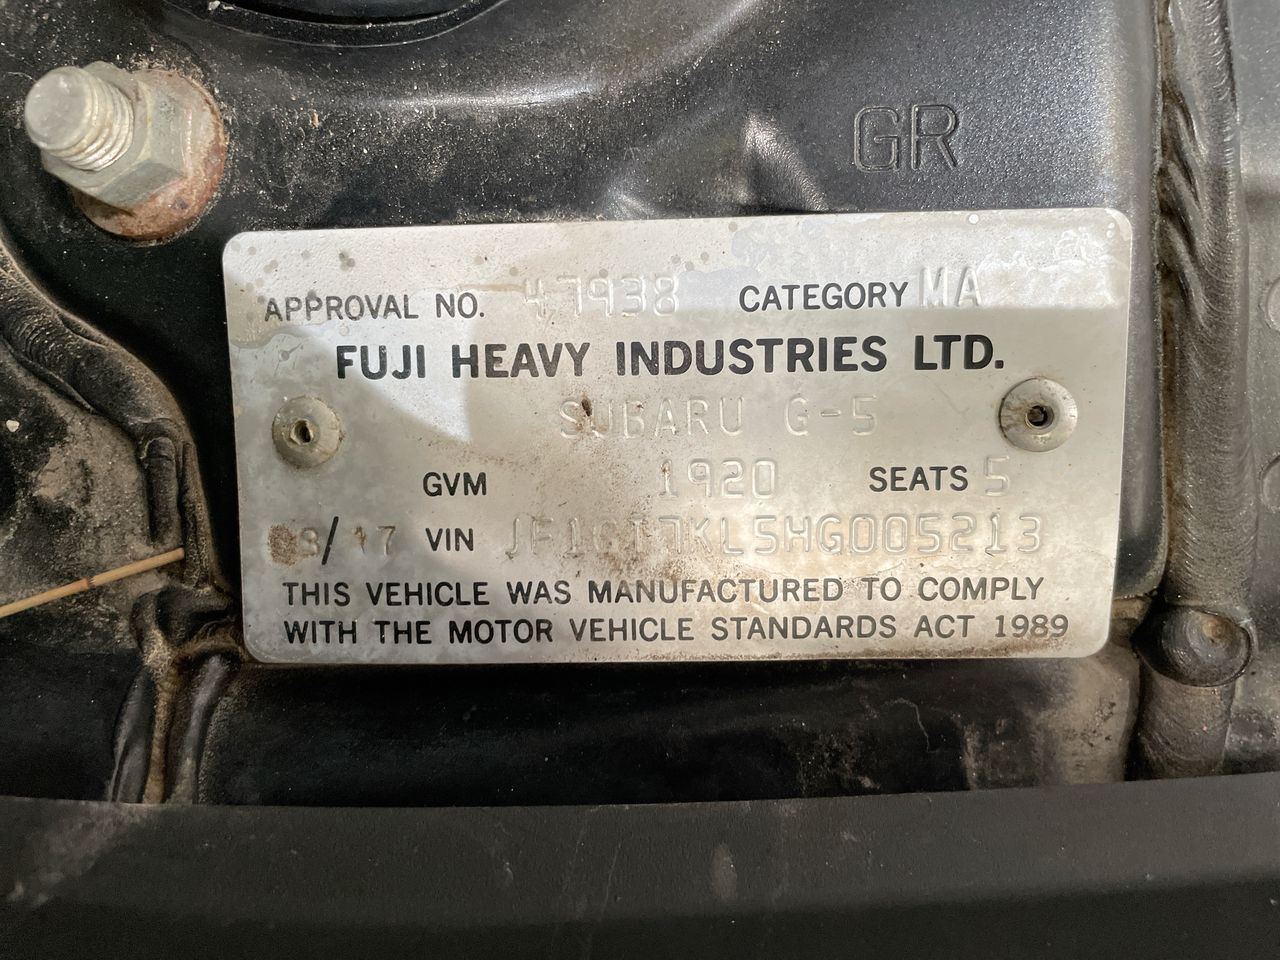 GR
APPROVAL NO. 47938 CATEGORY MA
FUJI HEAVY INDUSTRIES LTD.
SUBARU G-5
GVM 1920 SEATS 5
VIN JF1GT7KL5HG005213
THIS VEHICLE WAS MANUFACTURED TO COMPLY
WITH THE MOTOR VEHICLE STANDARDS ACT 1989